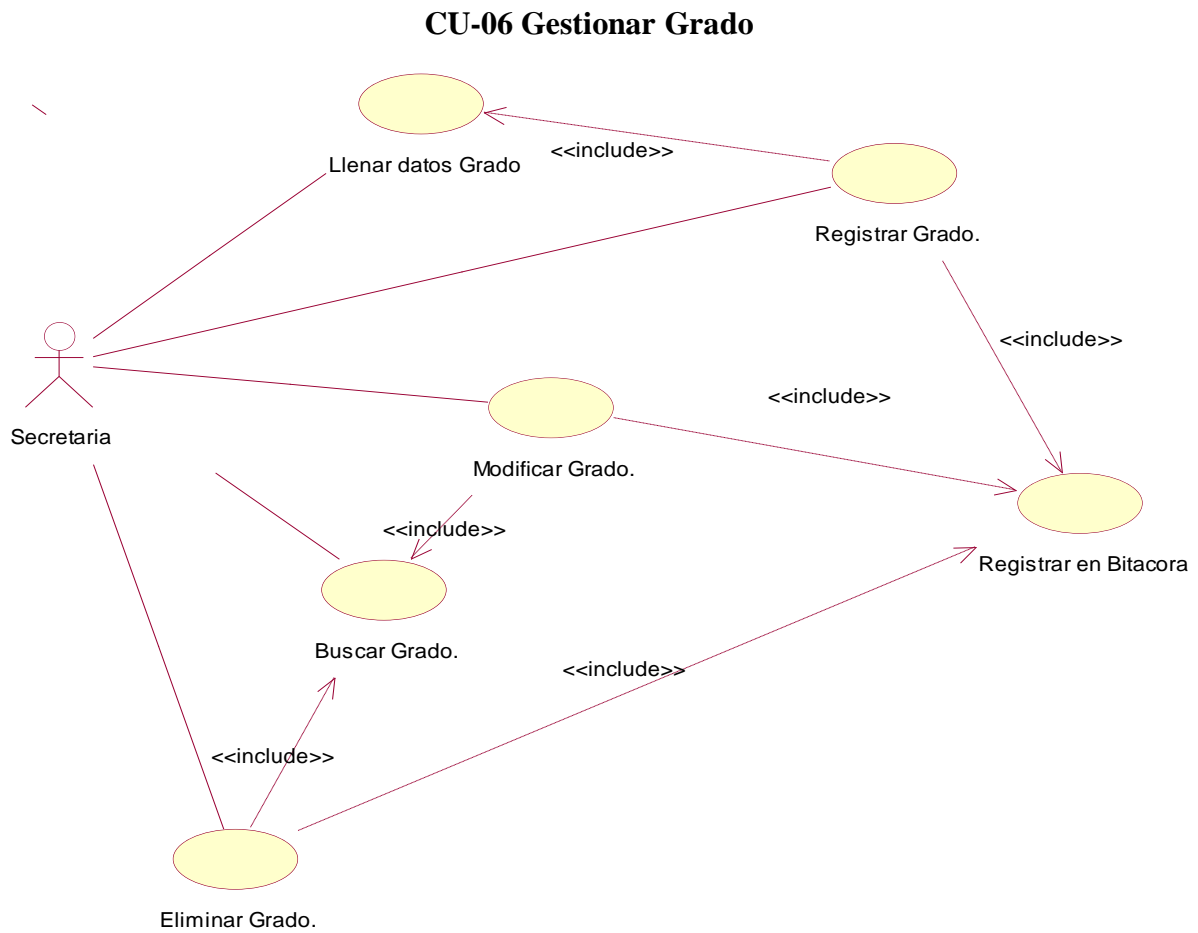 CU-06 Gestionar Grado
Llenar datos Grado
<<include>>
Registrar Grado.
<<include>>
<<include>>
Secretaria
Modificar Grado.
<<include>>
Registrar en Bitacora
Buscar Grado.
<<include>>
<<include>>
Eliminar Grado.